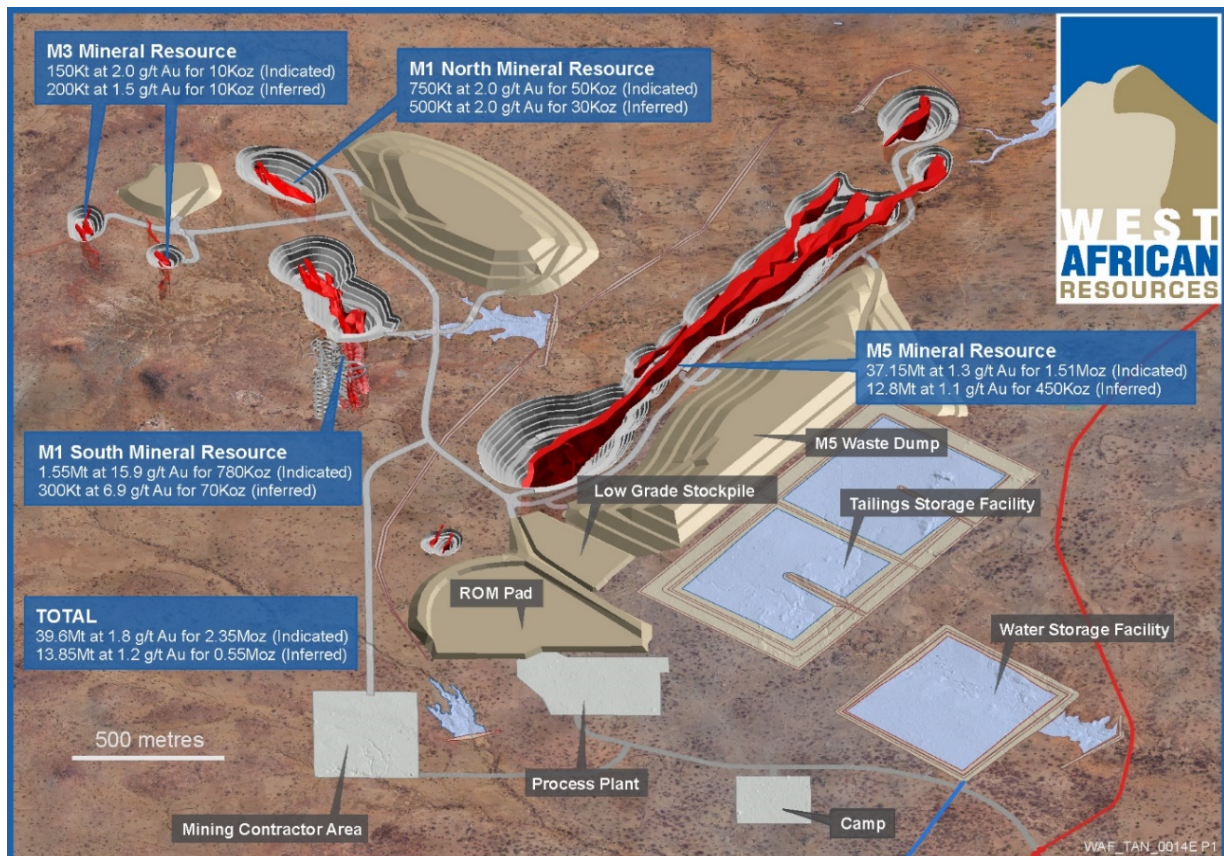 M3 Mineral Resource
150Kt at 2.0 g/t Au for 10Koz (Indicated)
200Kt at 1.5 g/t Au for 10Koz (Inferred)
M1 North Mineral Resource
750Kt at 2.0 g/t Au for 50Koz (Indicated)
500Kt at 2.0 g/t Au for 30Koz (Inferred)
WEST
AFRICAN
RESOURCES
M5 Mineral Resource
37.15Mt at 1.3 g/t Au for 1.51Moz (Indicated)
12.8Mt at 1.1 g/t Au for 450Koz (Inferred)
M1 South Mineral Resource
1.55Mt at 15.9 g/t Au for 780Koz (Indicated)
300Kt at 6.9 g/t Au for 70Koz (inferred)
M5 Waste Dump
Low Grade Stockpile
Tailings Storage Facility
ROM Pad
TOTAL
39.6Mt at 1.8 g/t Au for 2.35Moz (Indicated)
13.85Mt at 1.2 g/t Au for 0.55Moz (Inferred)
Water Storage Facility
500 metres
Process Plant
Mining Contractor Area
Camp
WAF_TAN_0014E P1